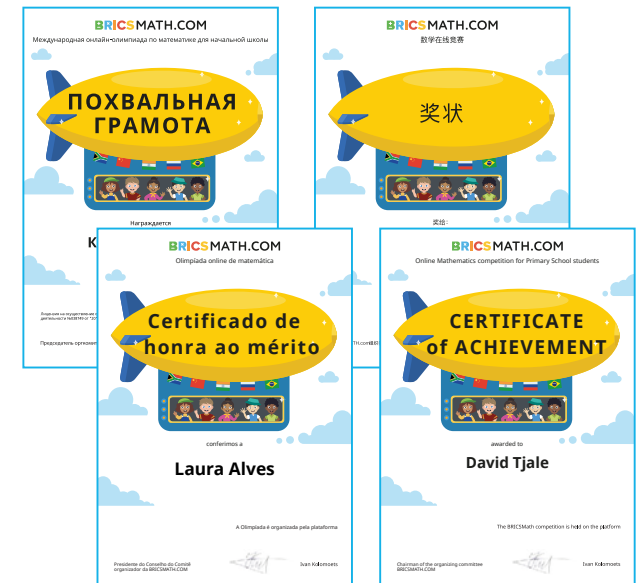 BRICSMATH.COM
Международная онлайн-олимпиада по математике для начальной школы
ПОХВАЛЬНАЯ
ГРАМОТА
Награждается
К
Председатель оргкомит
BRICSMATH.COM
数学在线竞赛
奖状
奖给:
BRICSMATH.COM
Olimpíada online de matemática
Certificado de
honra ao mérito
conferimos a
Laura Alves
A Olimpíada é organizada pela plataforma
Presidente do Conselho do Comitê
organizador da BRICSMATH.COM
Ivan Kolomoets
BRICSMATH.COM
Online Mathematics competition for Primary School students
CERTIFICATE
of ACHIEVEMENT
awarded to
David Tjale
The BRICSMath competition is held on the platform
Chairman of the organizing committee
BRICSMATH.COM
Ivan Kolomoets